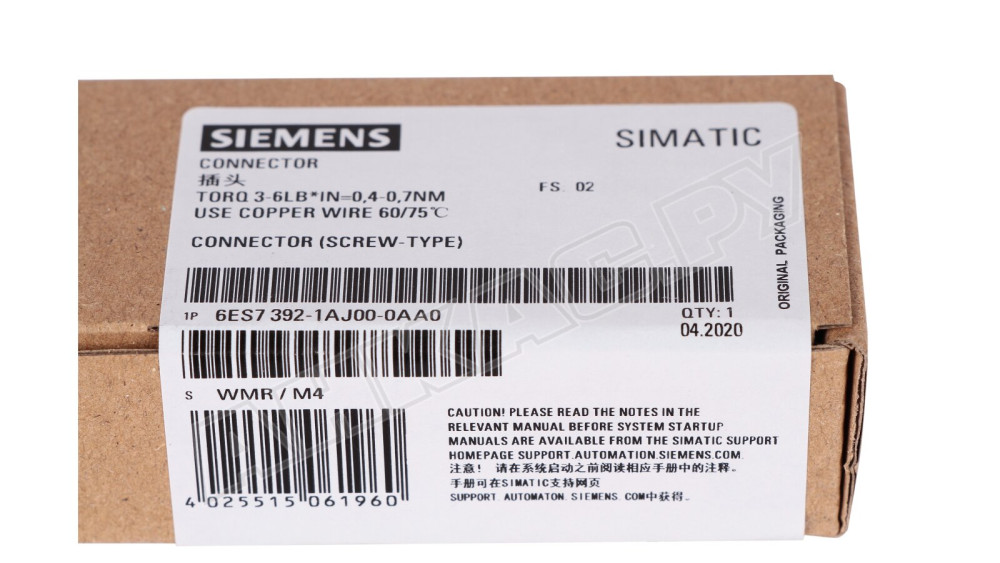 SIEMENS
SIMATIC
CONNECTOR
插头
FS. 02
TORQ 3-6LB*IN=0,4-0,7NM
USE COPPER WIRE 60/75℃
CONNECTOR (SCREW-TYPE)
ORIGINAL PACKAGING
1P 6ES7 392-1AJ00-0AA0
QTY: 1
04.2020
S WMR / M4
CAUTION! PLEASE READ THE NOTES IN THE
RELEVANT MANUAL BEFORE SYSTEM STARTUP
MANUALS ARE AVAILABLE FROM THE SIMATIC SUPPORT
HOMEPAGE SUPPORT.AUTOMATION.SIEMENS.COM.
注意! 请在系统启动之前阅读相应手册中的注释。
手册可在SIMATIC支持网页
SUPPORT. AUTOMATON. SIEMENS. COM中获得。
4 025515 061960